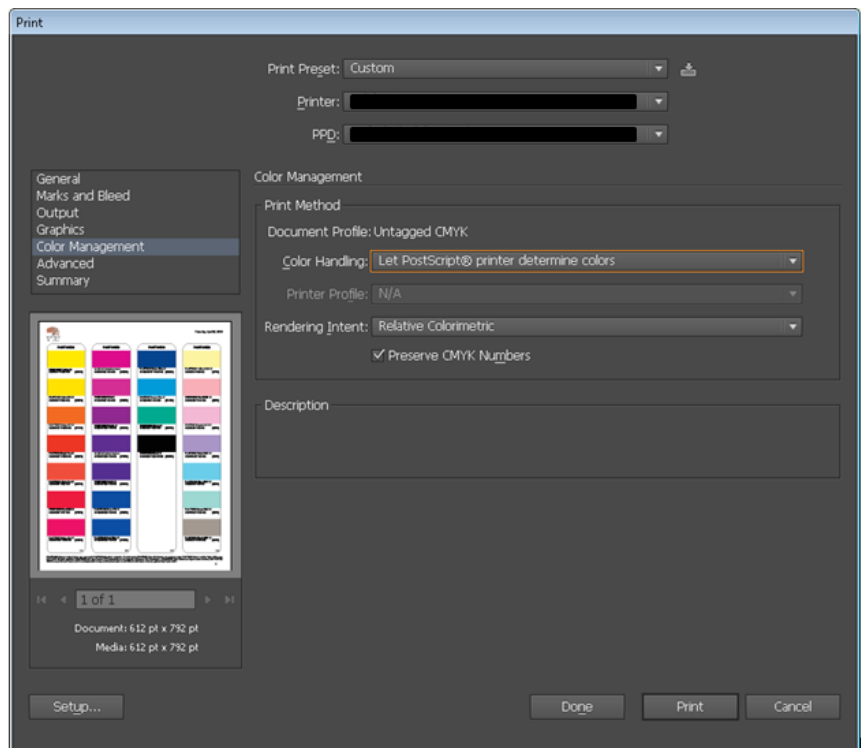 Print
Print Preset: Custom
Printer:
PPD:
General
Marks and Bleed
Output
Graphics
Color Management
Advanced
Summary
Color Management
Print Method
Document Profile: Untagged CMYK
Color Handling: Let PostScript® printer determine colors
Printer Profile: N/A
Rendering Intent: Relative Colorimetric
Preserve CMYK Numbers
Description
1 of 1
Document: 612 pt x 792 pt
Media: 612 pt x 792 pt
Setup...
Done
Print
Cancel